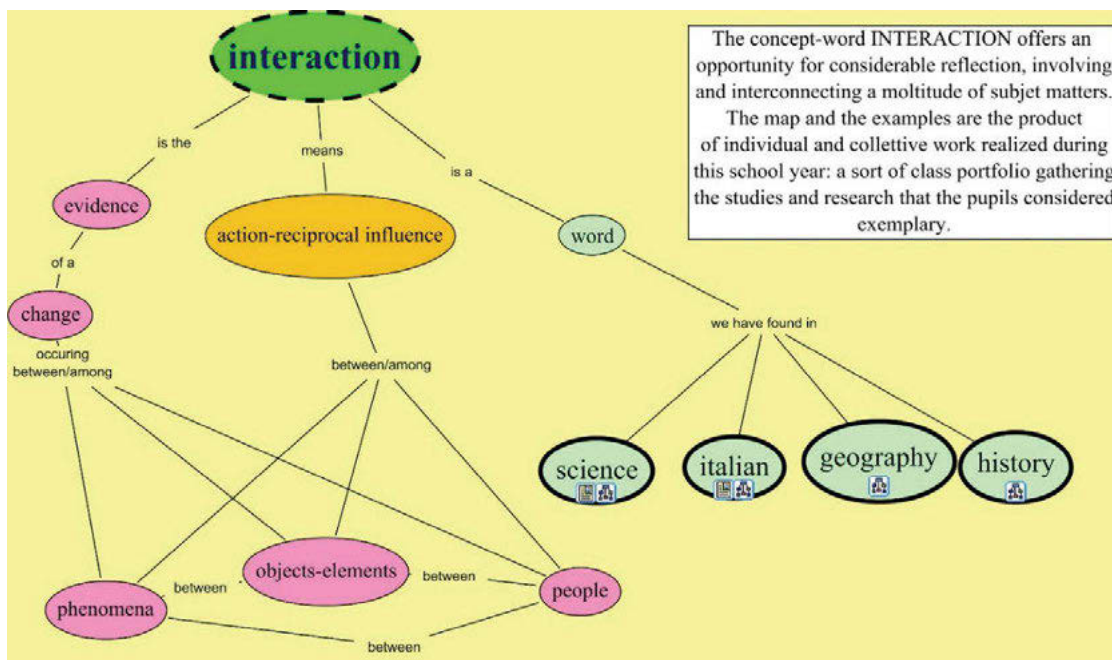 interaction
The concept-word INTERACTION offers an
opportunity for considerable reflection, involving
and interconnecting a moltitude of subjet matters.
The map and the examples are the product
of individual and collettive work realized during
this school year: a sort of class portfolio gathering
the studies and research that the pupils considered
exemplary.
is the
means
is a
evidence
action-reciprocal influence
word
of a
change
occuring
between/among
between/among
we have found in
science
italian
geography
history
objects-elements
phenomena
people
between
between
between